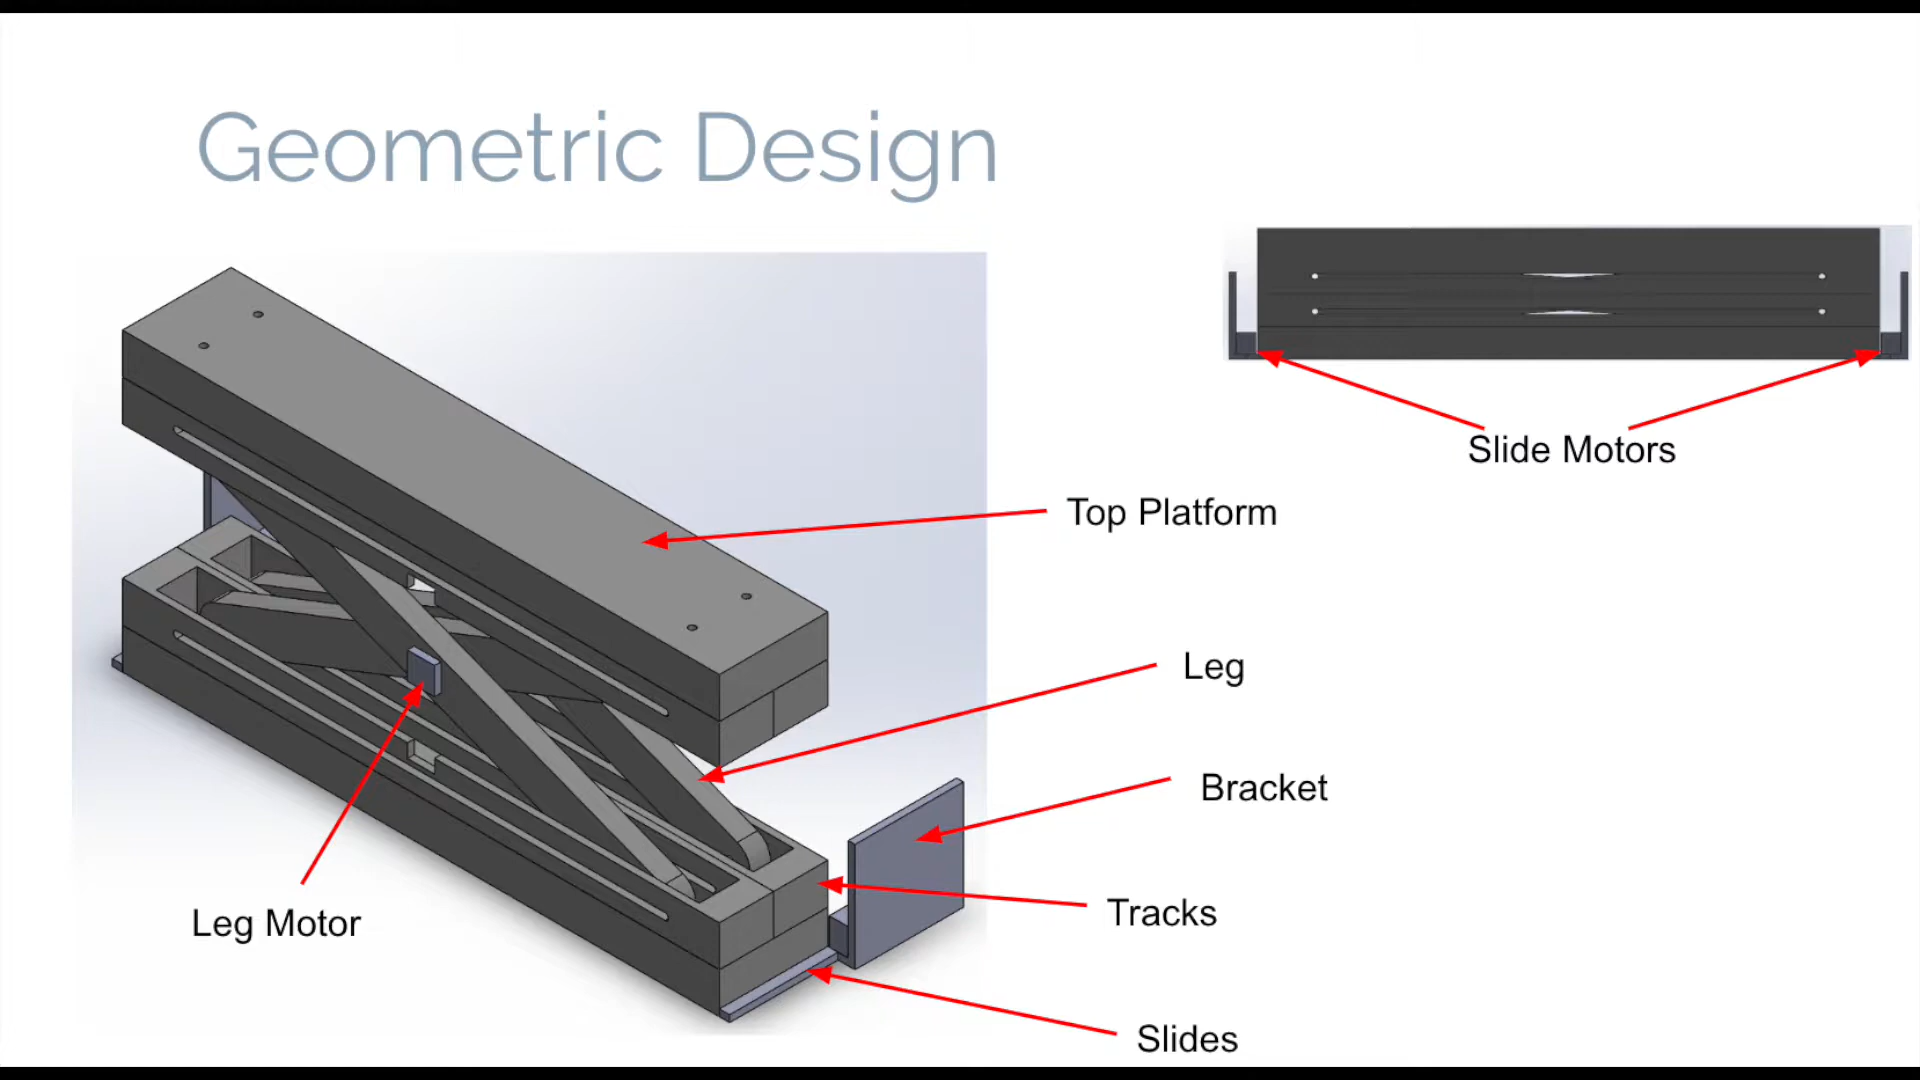 Geometric Design
Slide Motors
Top Platform
Leg
Bracket
Leg Motor
Tracks
Slides